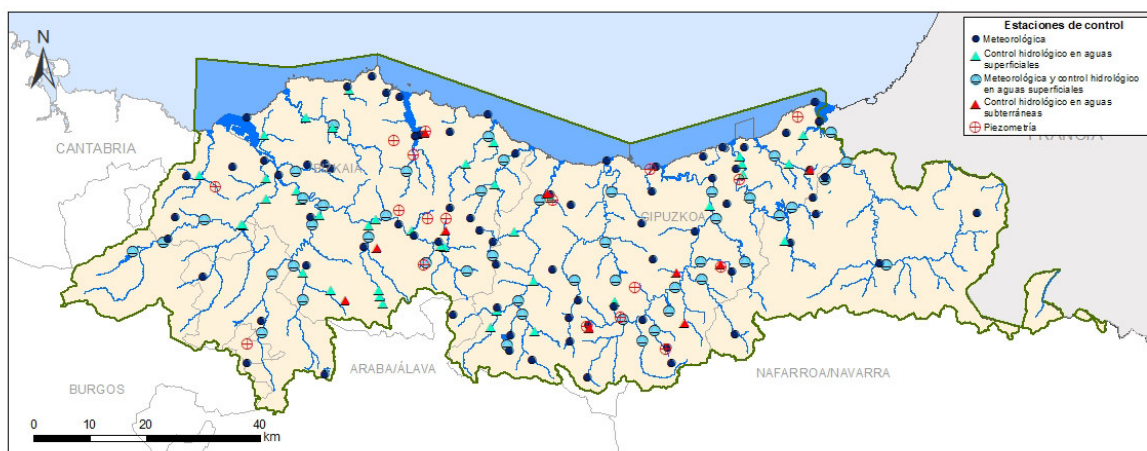 Estaciones de control
Meteorológica
Control hidrológico en aguas
superficiales
Meteorológica y control hidrológico
en aguas superficiales
Control hidrológico en aguas
subterráneas
Piezometría
N
FRANCIA
CANTABRIA
BIZKAIA
GIPUZKOA
ARABA/ÁLAVA
NAFARROA/NAVARRA
BURGOS
0 10 20 40
km